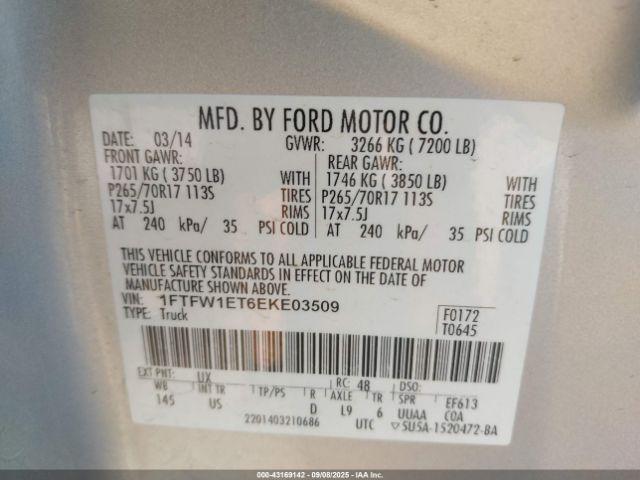 MFD. BY FORD MOTOR CO.
DATE: 03/14 GVWR: 3266 KG ( 7200 LB)
FRONT GAWR: REAR GAWR:
1701 KG ( 3750 LB) WITH 1746 KG ( 3850 LB) WITH
P265/70R17 113S TIRES P265/70R17 113S TIRES
17x7.5J RIMS 17x7.5J RIMS
AT 240 kPa/ 35 PSI COLD AT 240 kPa/ 35 PSI COLD
THIS VEHICLE CONFORMS TO ALL APPLICABLE FEDERAL MOTOR
VEHICLE SAFETY STANDARDS IN EFFECT ON THE DATE OF
MANUFACTURE SHOWN ABOVE.
VIN: 1FTFW1ET6EKE03509
TYPE: Truck
F0172
T0645
EXT PNT: UX RC: 48 DSO:
WB INT TR TP/PS R AXLE TR SPR EF613
145 US D L9 6 UUAA COA
2201403210686 UTC ▽SU5A-1520472-BA
000-43169142 - 09/08/2025 - IAAI.COM